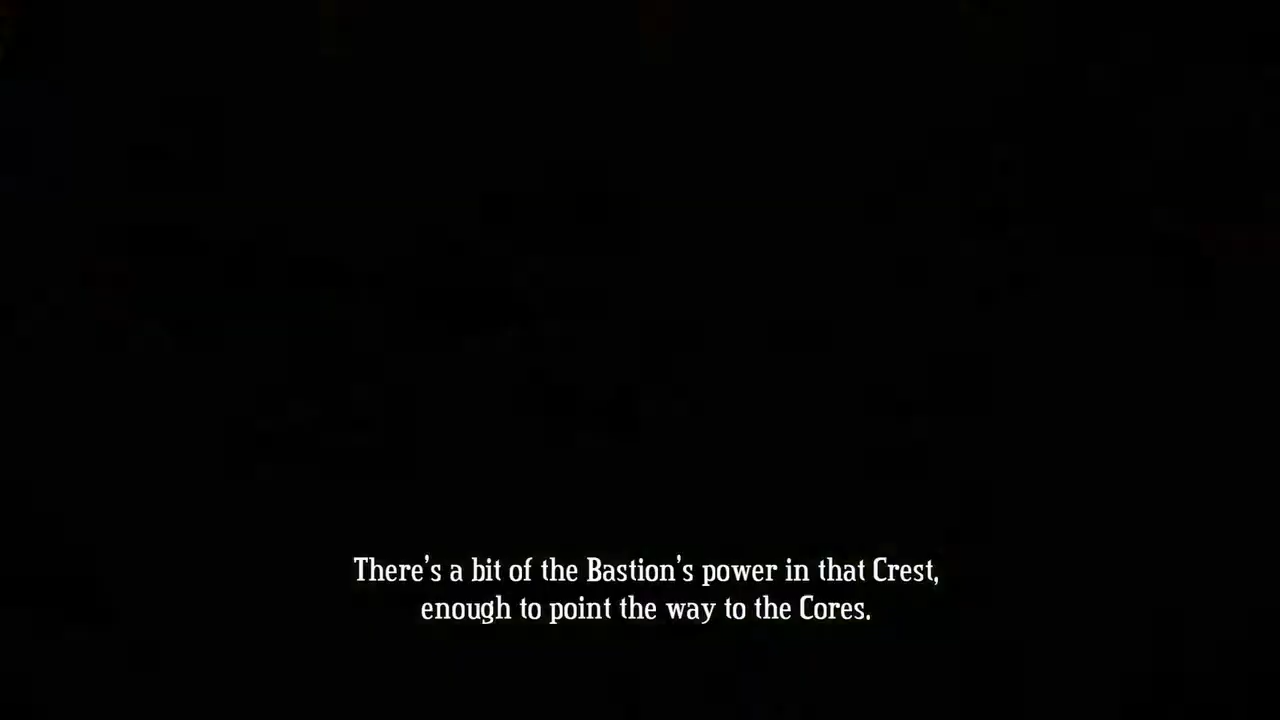 There's a bit of the Bastion's power in that Crest,
enough to point the way to the Cores.